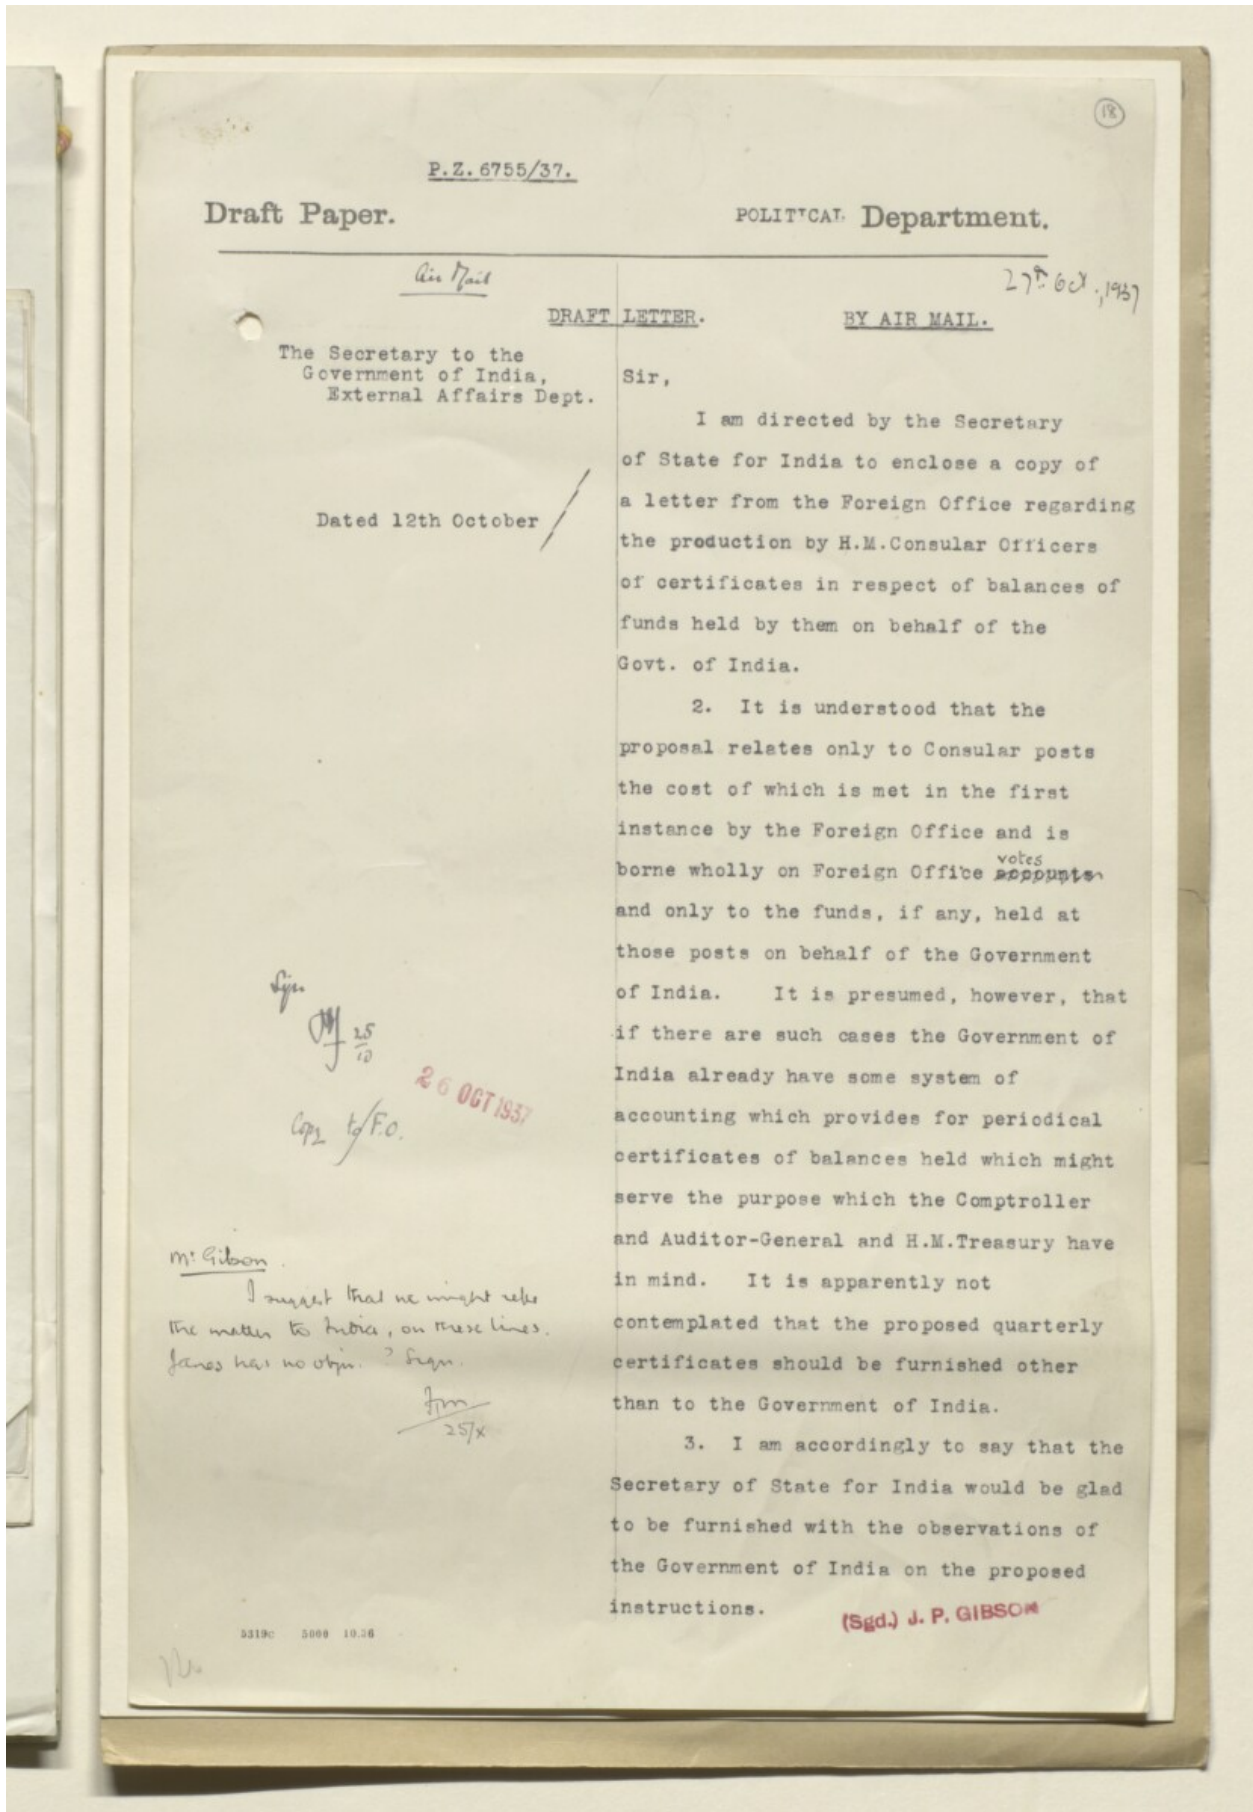 18
P.Z. 6755/37.
Draft Paper.
POLITICAL Department.
Air Mail
27th Oct., 1937
DRAFT LETTER.
BY AIR MAIL.
The Secretary to the
Government of India,
External Affairs Dept.
Dated 12th October
Sir,
I am directed by the Secretary
of State for India to enclose a copy of
a letter from the Foreign Office regarding
the production by H.M.Consular Officers
of certificates in respect of balances of
funds held by them on behalf of the
Govt. of India.
2. It is understood that the
proposal relates only to Consular posts
the cost of which is met in the first
instance by the Foreign Office and is
votes
borne wholly on Foreign Office accounts
and only to the funds, if any, held at
those posts on behalf of the Government
of India. It is presumed, however, that
if there are such cases the Government of
India already have some system of
accounting which provides for periodical
certificates of balances held which might
serve the purpose which the Comptroller
and Auditor-General and H.M.Treasury have
in mind. It is apparently not
contemplated that the proposed quarterly
certificates should be furnished other
than to the Government of India.
3. I am accordingly to say that the
Secretary of State for India would be glad
to be furnished with the observations of
the Government of India on the proposed
instructions.
(Sgd.) J. P. GIBSON
25
10
26 OCT 1937
Copy to F.O.
Mr Gibson.
I suggest that we might refer
the matter to India, on these lines.
has no objn. ? Sign.
25/x
5319c 5000 10.36